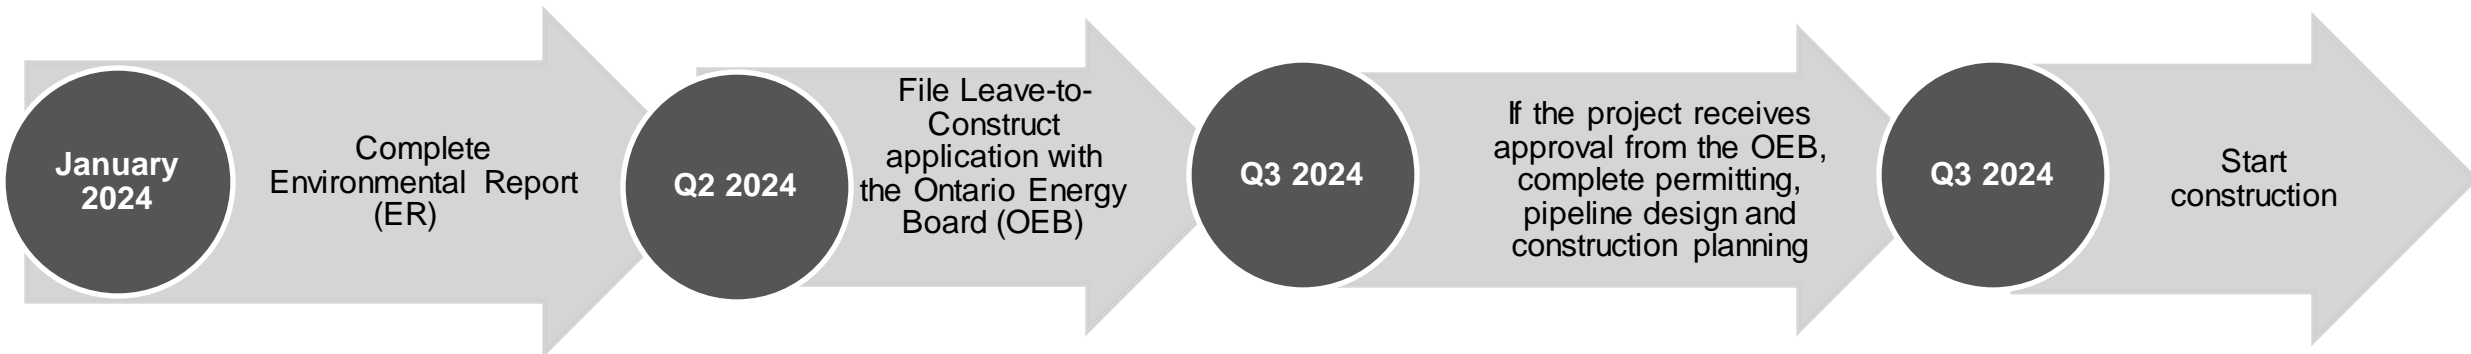 January
2024
Complete
Environmental Report
(ER)
Q2 2024
File Leave-to-
Construct
application with
the Ontario Energy
Board (OEB)
Q3 2024
If the project receives
approval from the OEB,
complete permitting,
pipeline design and
construction planning
Q3 2024
Start
construction